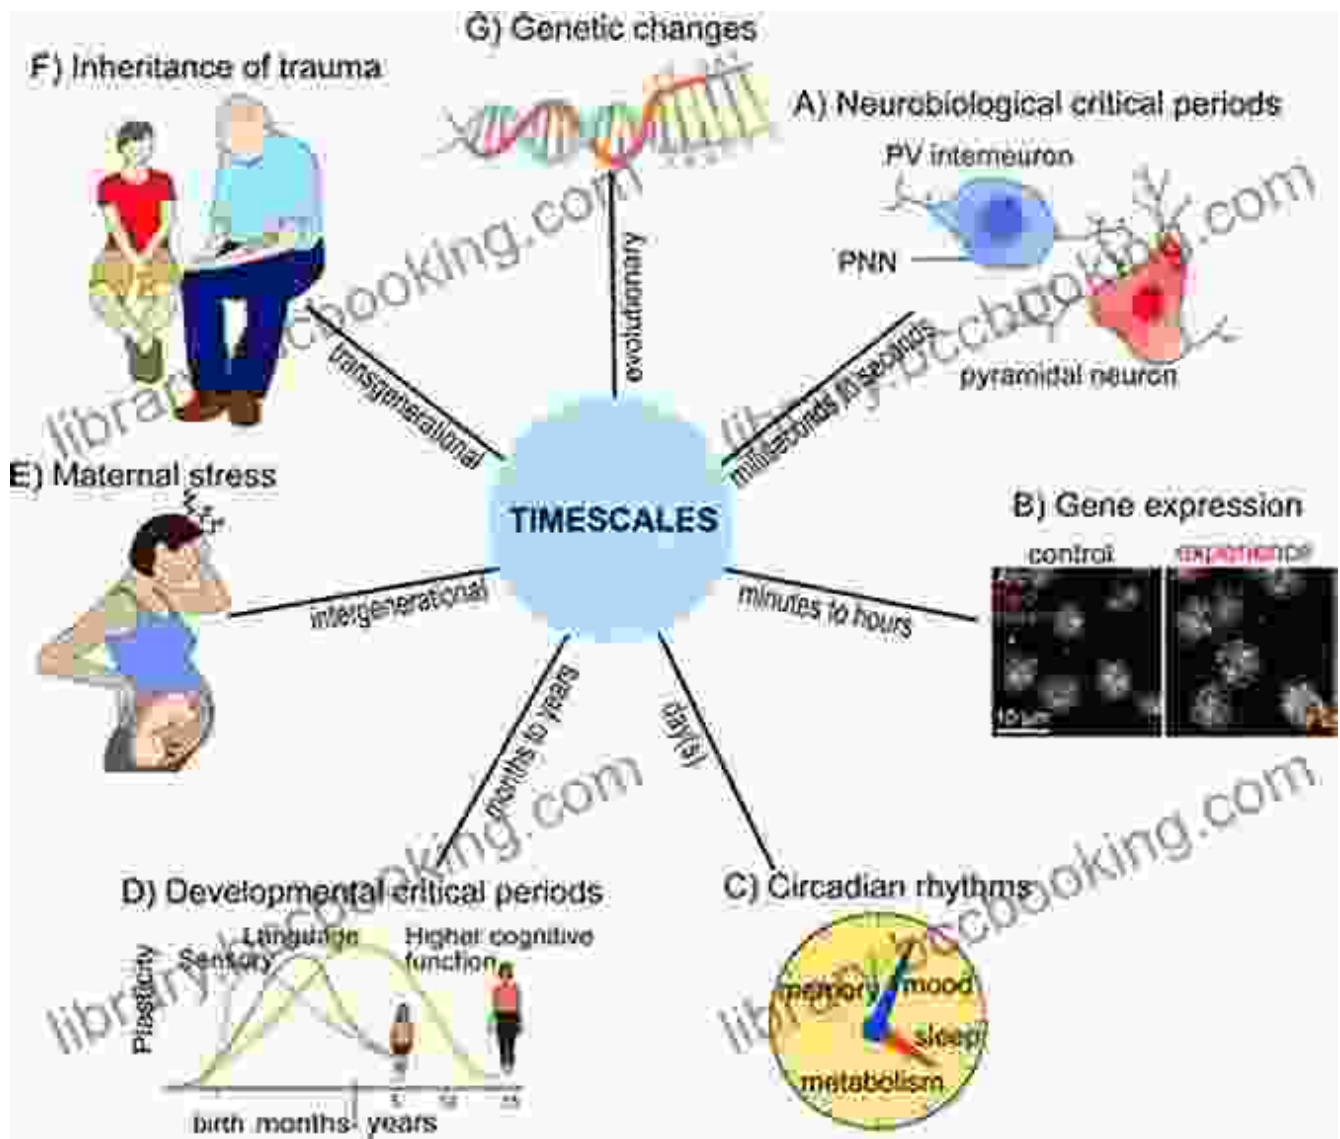 G) Genetic changes
F) Inheritance of trauma
A) Neurobiological critical periods
PV interneuron
PNN
pyramidal neuron
evolutionary
transgenerational
milliseconds to seconds
E) Maternal stress
TIMESCALES
B) Gene expression
control
experience
intergenerational
minutes to hours
months to years
day(s)
D) Developmental critical periods
Language
Higher cognitive
Sensory
function
Plasticity
birth months
years
C) Circadian rhythms
memory
mood
sleep
metabolism